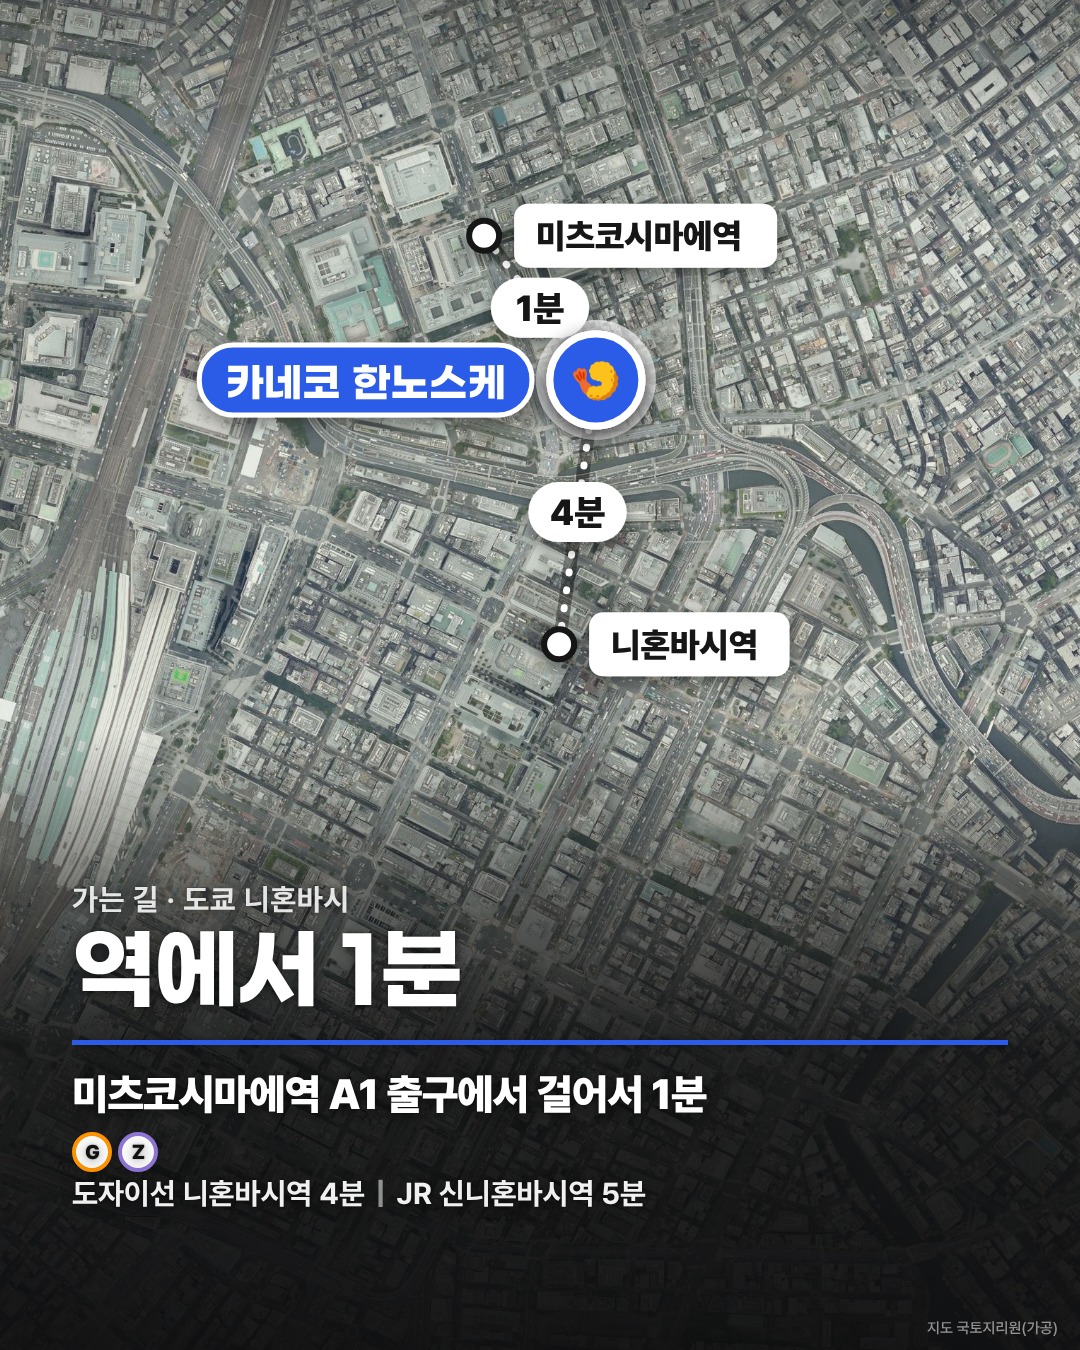 미츠코시마에역
1분
카네코 한노스케
4분
니혼바시역
가는 길 · 도쿄 니혼바시
역에서 1분
미츠코시마에역 A1 출구에서 걸어서 1분
G Z
도자이선 니혼바시역 4분 | JR 신니혼바시역 5분
지도 국토지리원(가공)